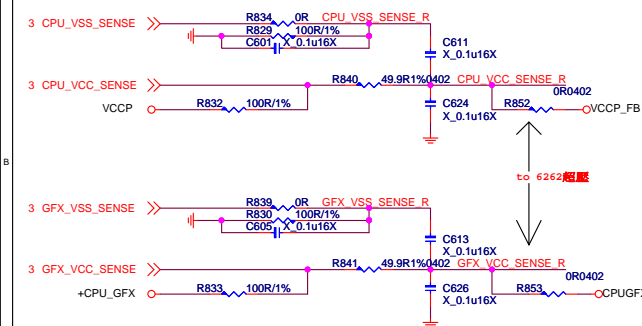 R834 0R CPU_VSS_SENSE_R
3 CPU_VSS_SENSE
R829 100R/1%
C601 X_0.1u16X
C611
X_0.1u16X
3 CPU_VCC_SENSE R840 49.9R1%0402 CPU_VCC_SENSE_R
0R0402
VCCP R832 100R/1% C624 R852 VCCP_FB
X_0.1u16X
B
to 6262超壓
R839 0R GFX_VSS_SENSE_R
3 GFX_VSS_SENSE
R830 100R/1%
C605 X_0.1u16X
C613
X_0.1u16X
3 GFX_VCC_SENSE R841 49.9R1%0402 GFX_VCC_SENSE_R
0R0402
+CPU_GFX R833 100R/1% C626 R853 CPUGF
X_0.1u16X